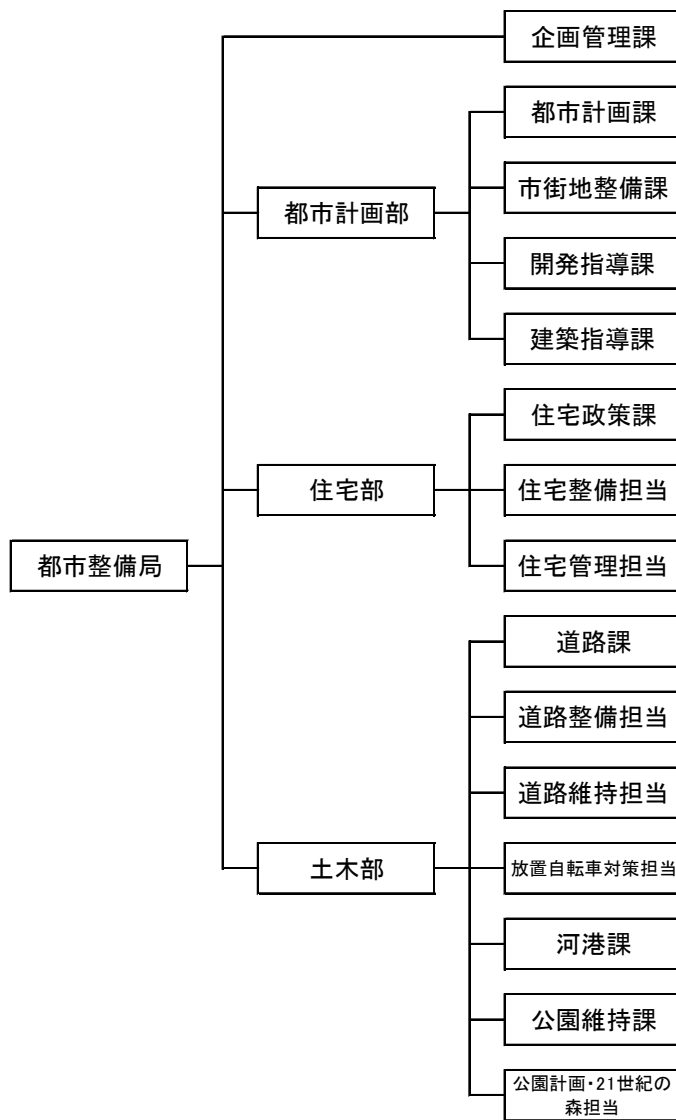 企画管理課
都市計画課
市街地整備課
都市計画部
開発指導課
建築指導課
住宅政策課
住宅部
住宅整備担当
都市整備局
住宅管理担当
道路課
道路整備担当
道路維持担当
土木部
放置自転車対策担当
河港課
公園維持課
公園計画・21世紀の
森担当